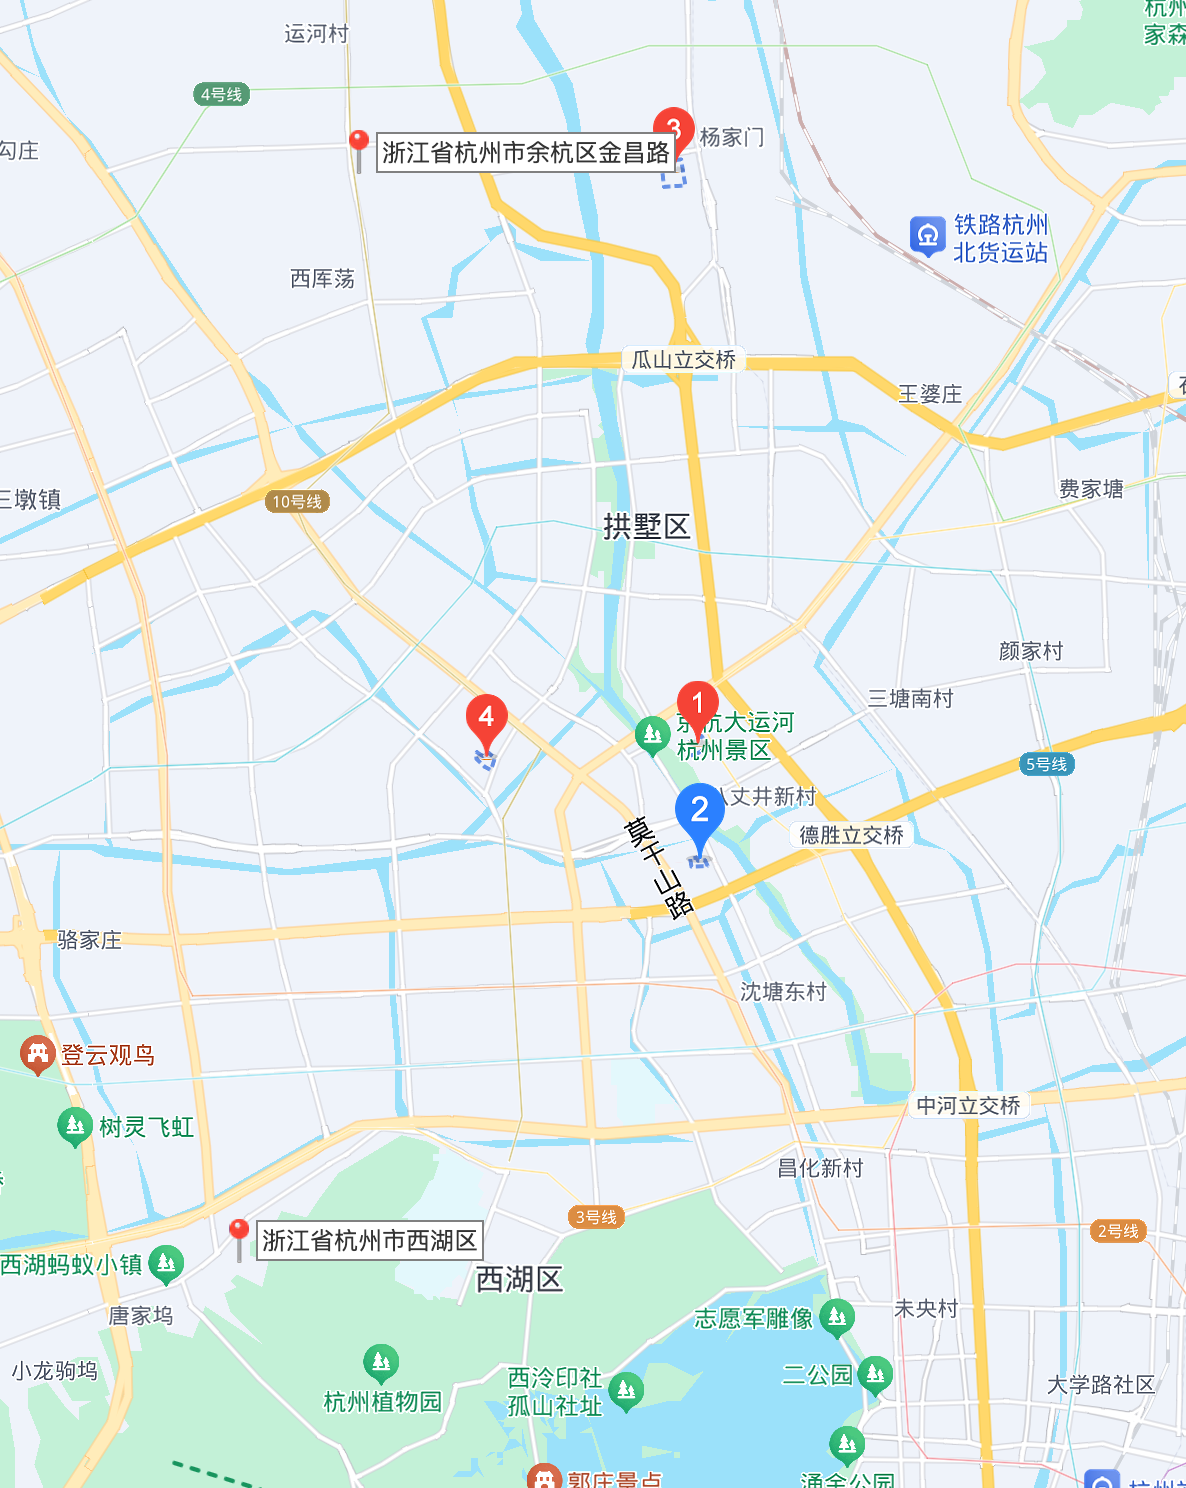 杭州
家森
运河村
4号线
3
杨家门
勾庄
浙江省杭州市余杭区金昌路
铁路杭州
北货运站
西厍荡
瓜山立交桥
王婆庄
三墩镇
10号线
费家塘
拱墅区
颜家村
三塘南村
1
4
京杭大运河
杭州景区
5号线
八丈井新村
2
德胜立交桥
莫干山路
骆家庄
沈塘东村
登云观鸟
中河立交桥
树灵飞虹
昌化新村
3号线
2号线
浙江省杭州市西湖区
西湖蚂蚁小镇
西湖区
唐家坞
志愿军雕像
未央村
小龙驹坞
杭州植物园
西泠印社
孤山社址
二公园
大学路社区
郭庄景点
涌金公园
杭州